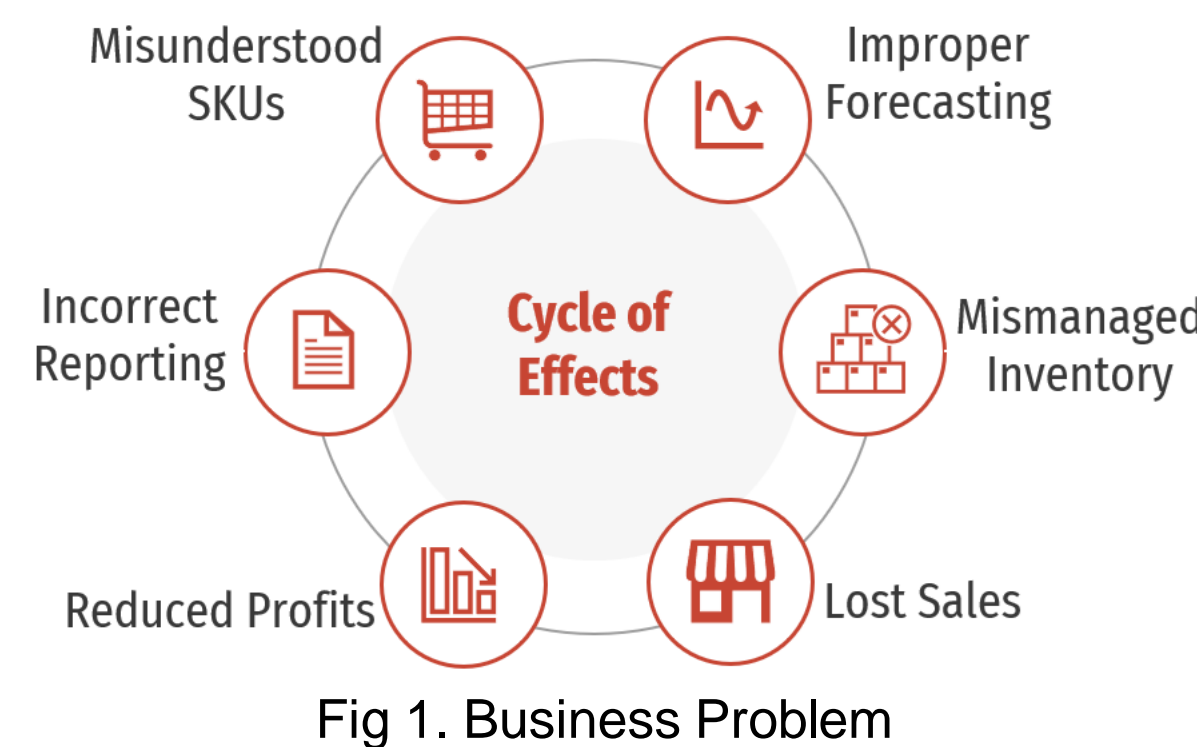 Misunderstood
SKUs
Improper
Forecasting
Incorrect
Reporting
Cycle of
Effects
Mismanaged
Inventory
Reduced Profits
Lost Sales
Fig 1. Business Problem